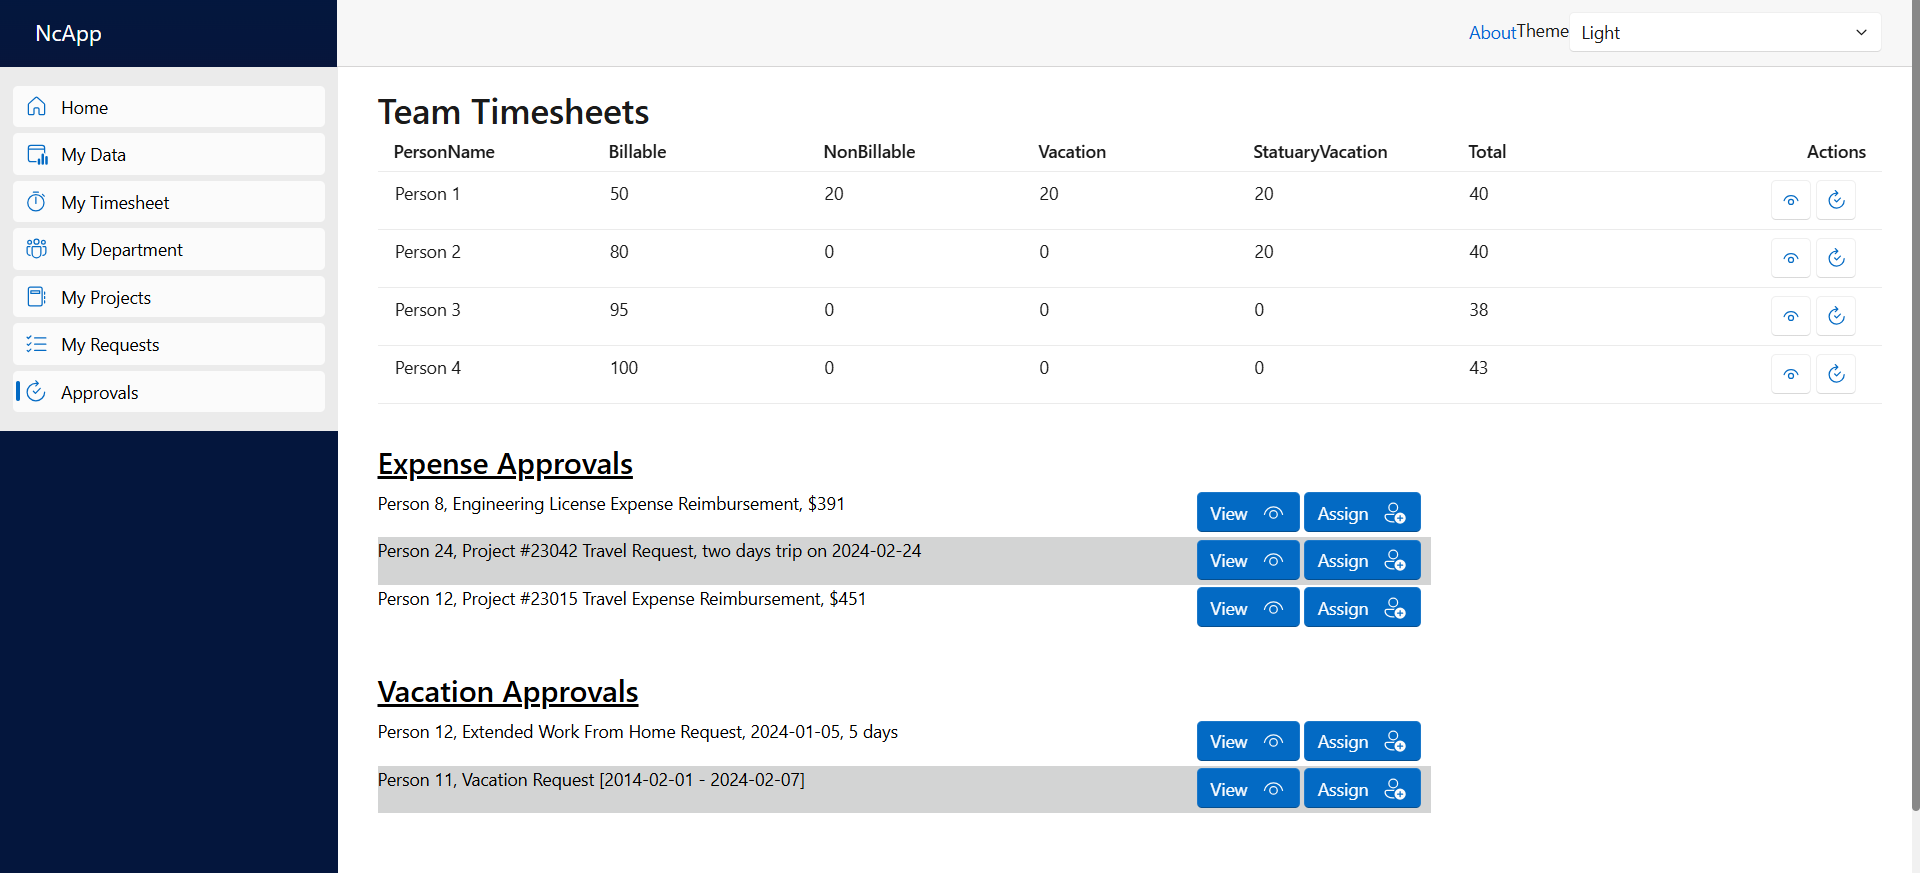 NcApp
About Theme Light
Home
My Data
My Timesheet
My Department
My Projects
My Requests
Approvals
Team Timesheets
PersonName Billable NonBillable Vacation StatuaryVacation Total Actions
Person 1 50 20 20 20 40
Person 2 80 0 0 20 40
Person 3 95 0 0 0 38
Person 4 100 0 0 0 43
Expense Approvals
Person 8, Engineering License Expense Reimbursement, $391 View Assign
Person 24, Project #23042 Travel Request, two days trip on 2024-02-24 View Assign
Person 12, Project #23015 Travel Expense Reimbursement, $451 View Assign
Vacation Approvals
Person 12, Extended Work From Home Request, 2024-01-05, 5 days View Assign
Person 11, Vacation Request [2014-02-01 - 2024-02-07] View Assign